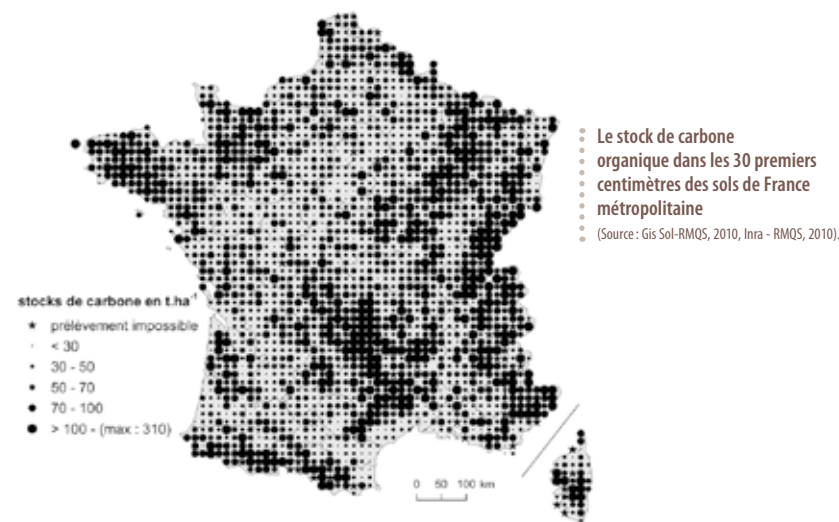 Le stock de carbone
organique dans les 30 premiers
centimètres des sols de France
métropolitaine
(Source : Gis Sol-RMQS, 2010, Inra - RMQS, 2010).
stocks de carbone en t.ha⁻¹
prélèvement impossible
< 30
30 - 50
50 - 70
70 - 100
> 100 - (max : 310)
0 50 100 km